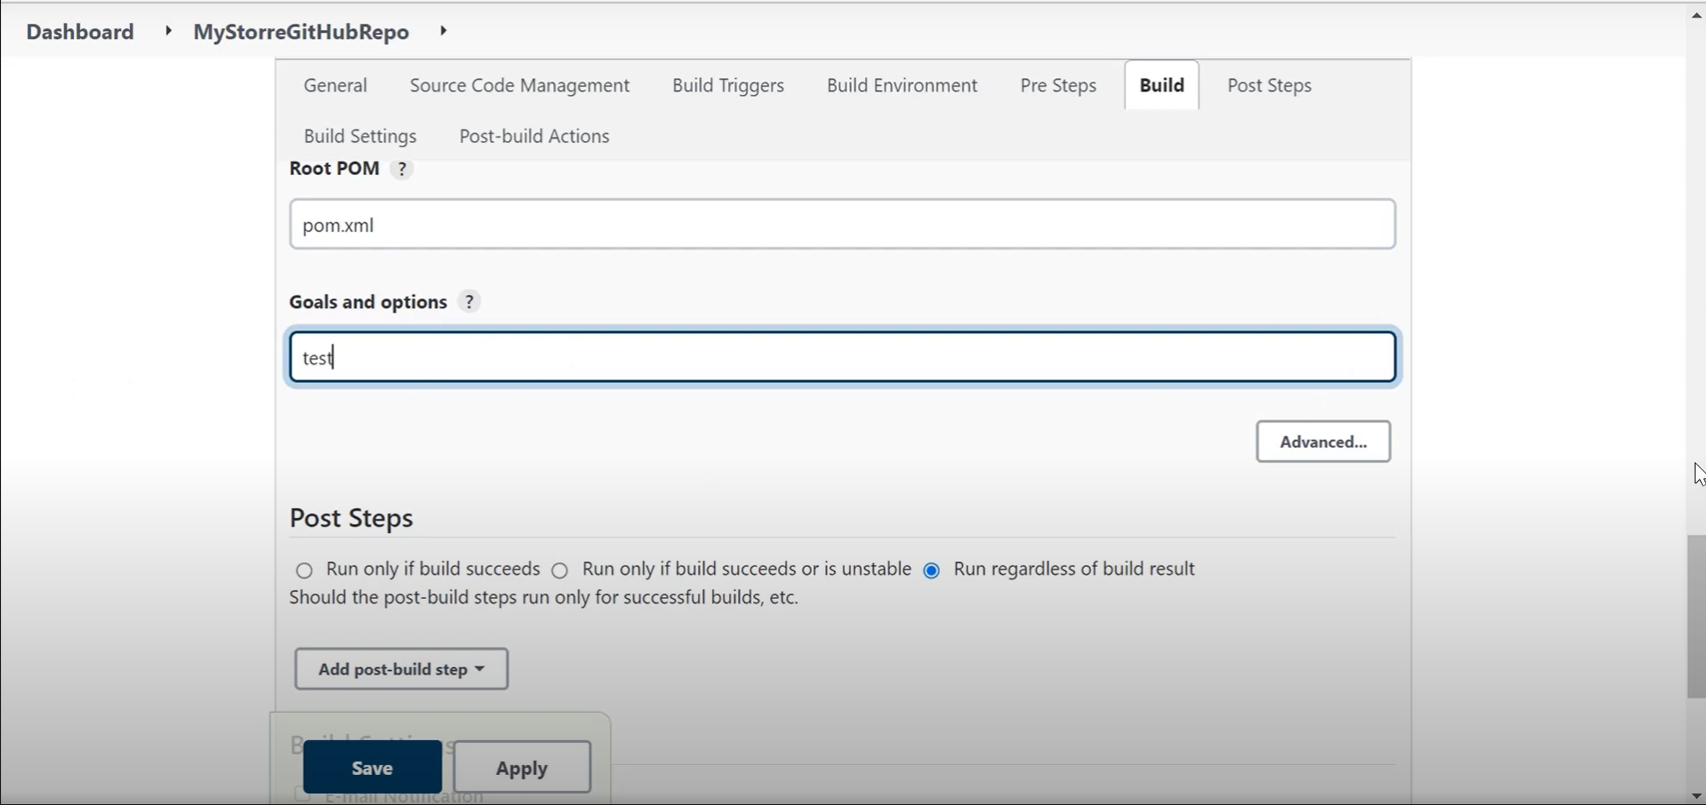 Dashboard MyStorreGitHubRepo
General Source Code Management Build Triggers Build Environment Pre Steps Build Post Steps
Build Settings Post-build Actions
Root POM ?
pom.xml
Goals and options ?
test
Advanced...
Post Steps
Run only if build succeeds Run only if build succeeds or is unstable Run regardless of build result
Should the post-build steps run only for successful builds, etc.
Add post-build step
Save Apply
E-mail Notification